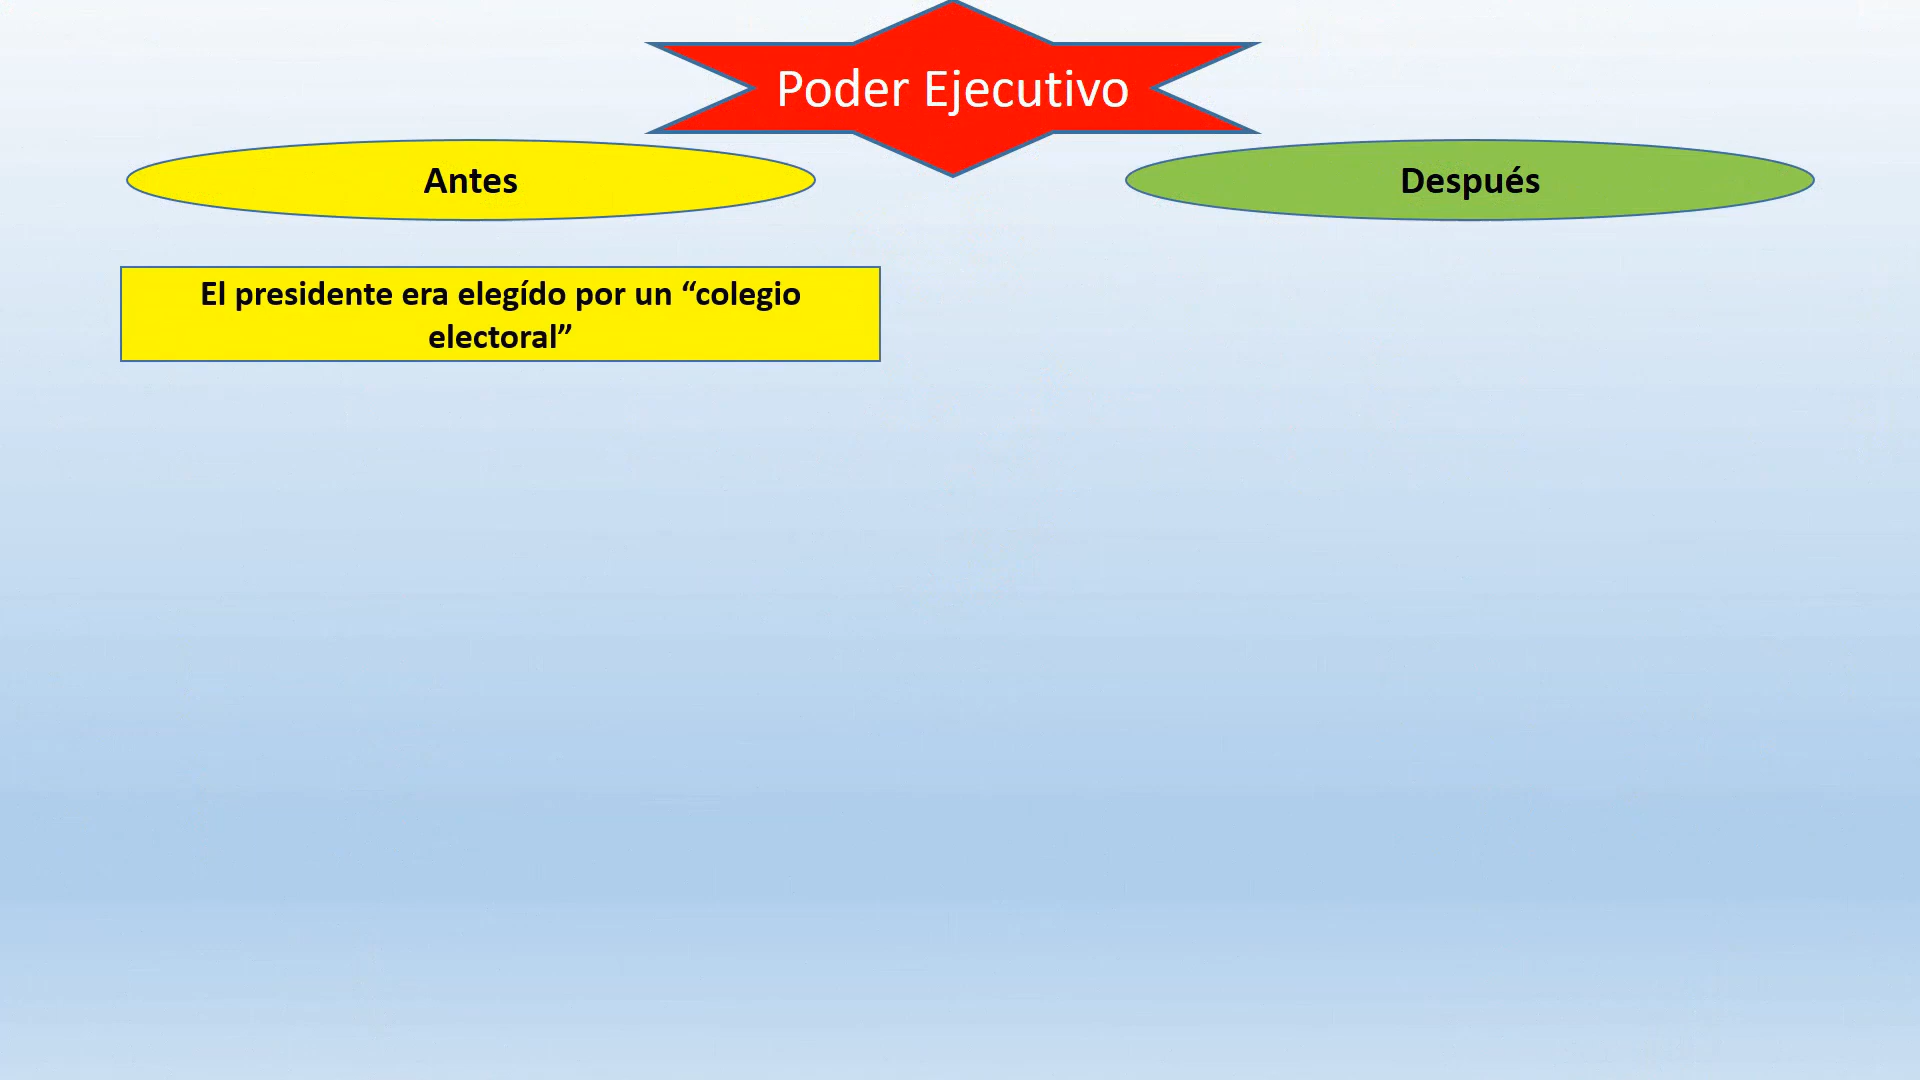 Poder Ejecutivo
Antes
Después
El presidente era elegído por un “colegio
electoral”